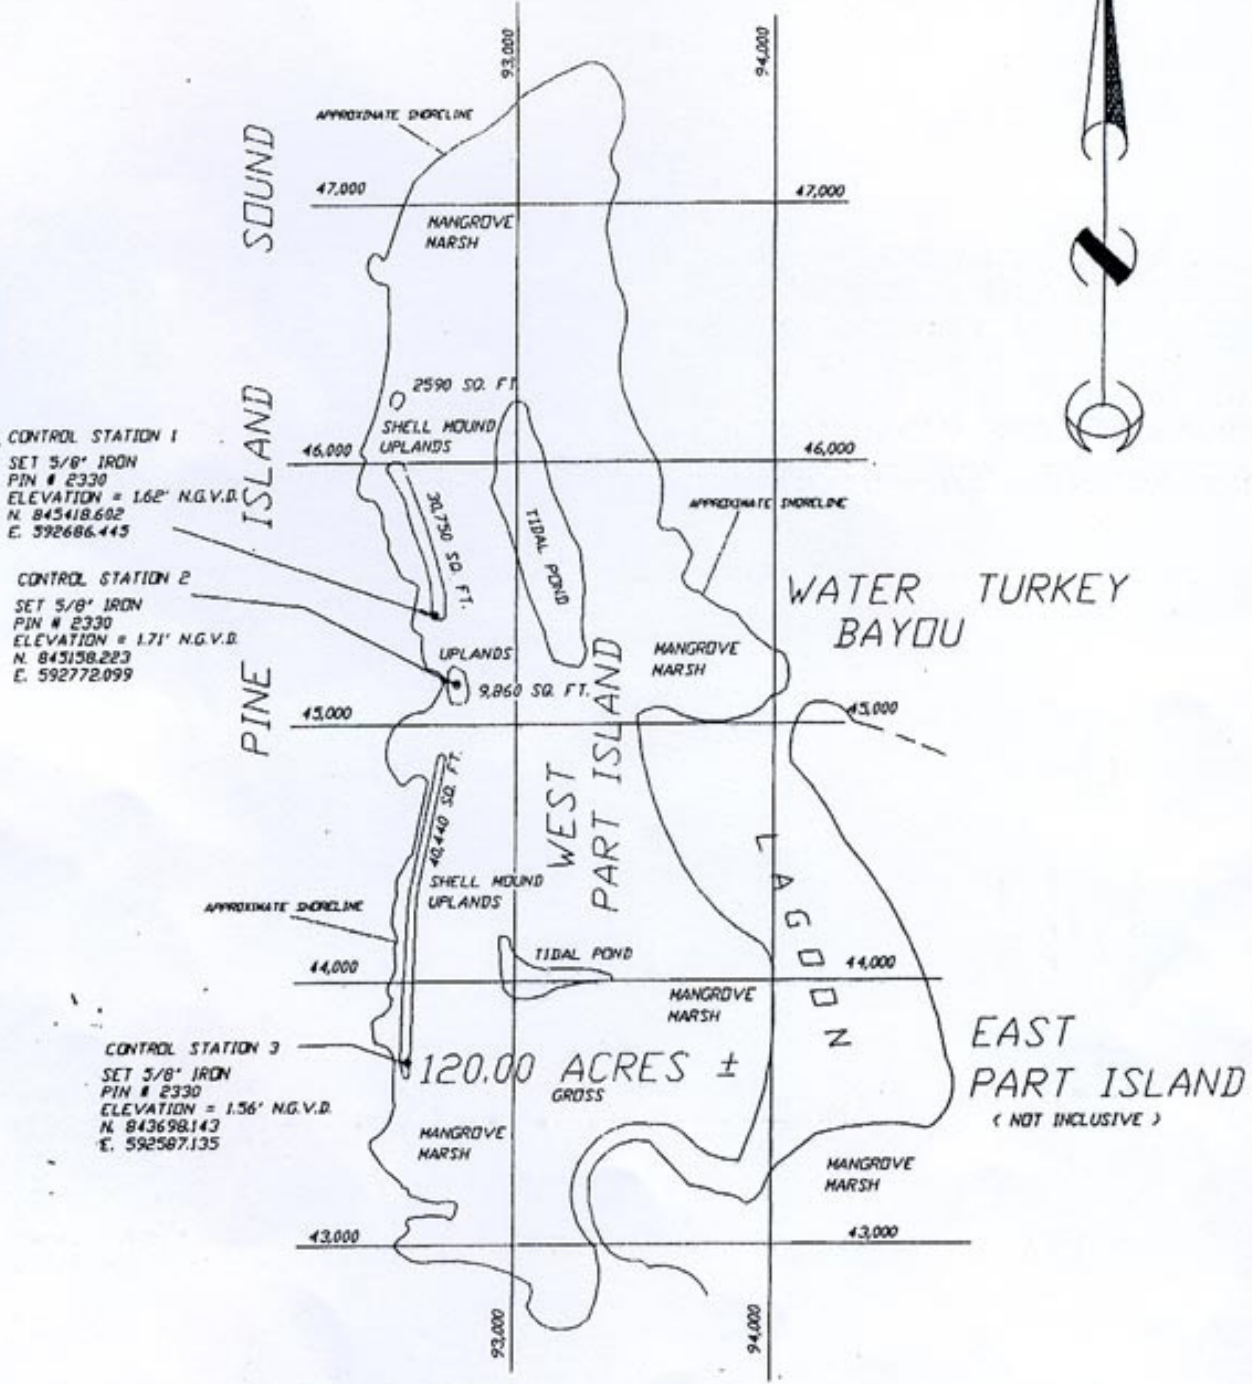 93,000
94,000
APPROXIMATE SHORELINE
47,000
47,000
MANGROVE
MARSH
PINE ISLAND SOUND
2590 SQ. FT.
SHELL MOUND
UPLANDS
46,000
46,000
CONTROL STATION 1
SET 5/8" IRON
PIN # 2330
ELEVATION = 1.62' N.G.V.D.
N. 845418.602
E. 592686.445
30,750 SQ. FT.
TIDAL POND
APPROXIMATE SHORELINE
CONTROL STATION 2
SET 5/8" IRON
PIN # 2330
ELEVATION = 1.71' N.G.V.D.
N. 845158.223
E. 592772.099
WATER TURKEY
BAYOU
UPLANDS
9,860 SQ. FT.
MANGROVE
MARSH
45,000
45,000
WEST
PART ISLAND
40,440 SQ. FT.
SHELL MOUND
UPLANDS
APPROXIMATE SHORELINE
LAGOON
TIDAL POND
44,000
44,000
MANGROVE
MARSH
CONTROL STATION 3
SET 5/8" IRON
PIN # 2330
ELEVATION = 1.56' N.G.V.D.
N. 843698.143
E. 592587.135
120.00 ACRES ±
GROSS
EAST
PART ISLAND
( NOT INCLUSIVE )
MANGROVE
MARSH
MANGROVE
MARSH
43,000
43,000
93,000
94,000